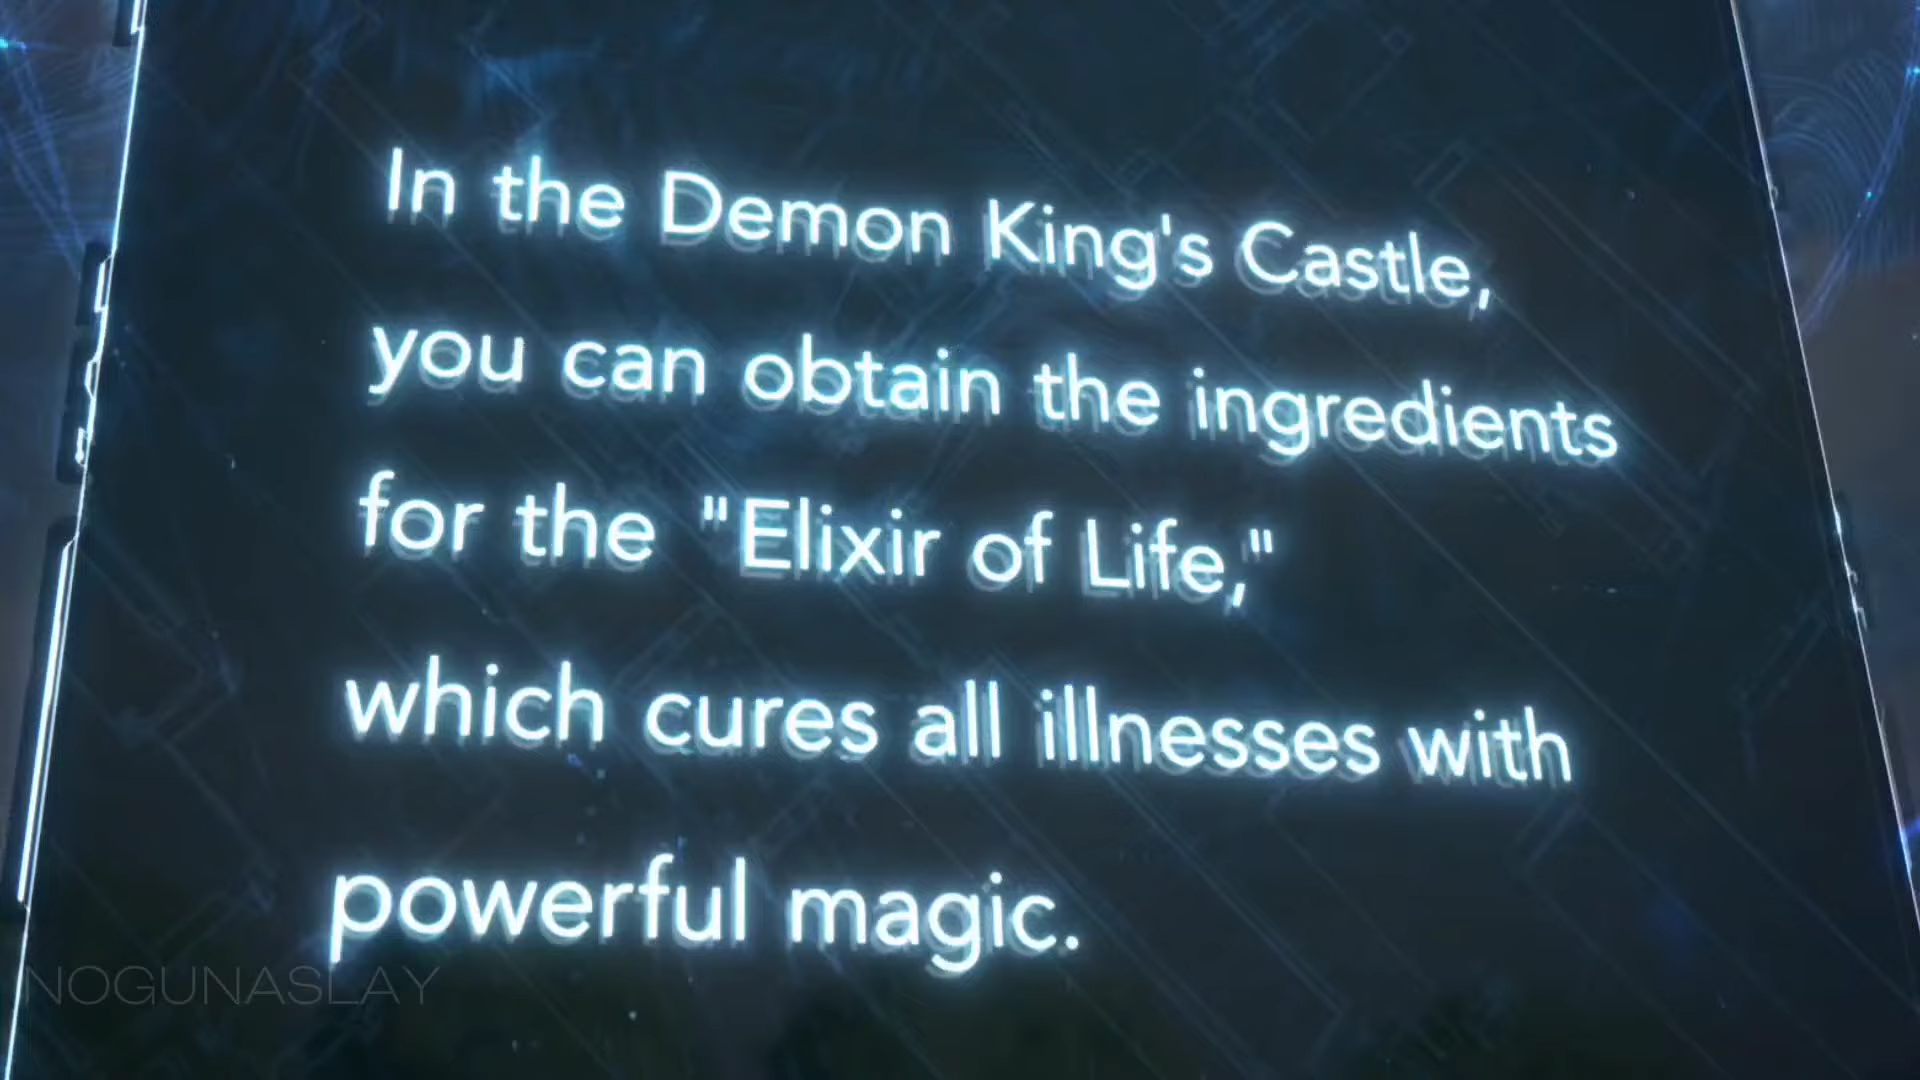 In the Demon King's Castle,
you can obtain the ingredients
for the "Elixir of Life,"
which cures all illnesses with
powerful magic.
NOGUNASLAY